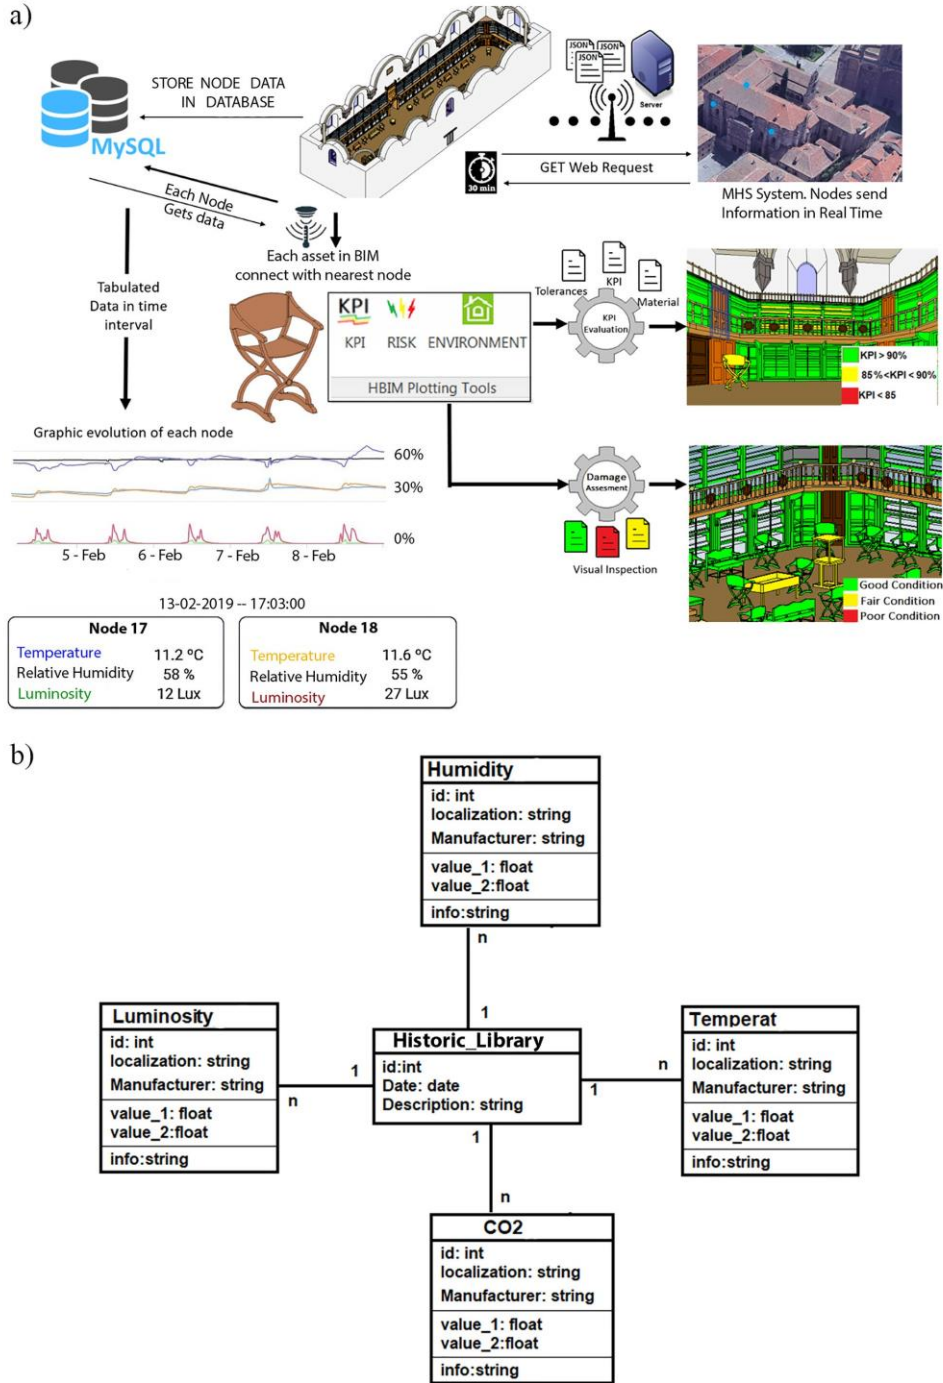 a)
STORE NODE DATA
IN DATABASE
MySQL
JSON
JSON
JSON
Server
30 min
GET Web Request
MHS System. Nodes send
Information in Real Time
Each Node
Gets data
Each asset in BIM
connect with nearest node
Tabulated
Data in time
interval
KPI
KPI
RISK
ENVIRONMENT
HBIM Plotting Tools
Tolerances
KPI
Material
KPI
Evaluation
KPI > 90%
85%<KPI < 90%
KPI < 85
Graphic evolution of each node
60%
30%
0%
5 - Feb
6 - Feb
7 - Feb
8 - Feb
Damage
Assesment
Visual Inspection
Good Condition
Fair Condition
Poor Condition
13-02-2019 -- 17:03:00
Node 17
Temperature 11.2 ºC
Relative Humidity 58 %
Luminosity 12 Lux
Node 18
Temperature 11.6 ºC
Relative Humidity 55 %
Luminosity 27 Lux
b)
Humidity
id: int
localization: string
Manufacturer: string
value_1: float
value_2:float
info:string
n
1
Luminosity
id: int
localization: string
Manufacturer: string
value_1: float
value_2:float
info:string
1
n
Historic_Library
id:int
Date: date
Description: string
n
1
Temperat
id: int
localization: string
Manufacturer: string
value_1: float
value_2:float
info:string
1
n
CO2
id: int
localization: string
Manufacturer: string
value_1: float
value_2:float
info:string